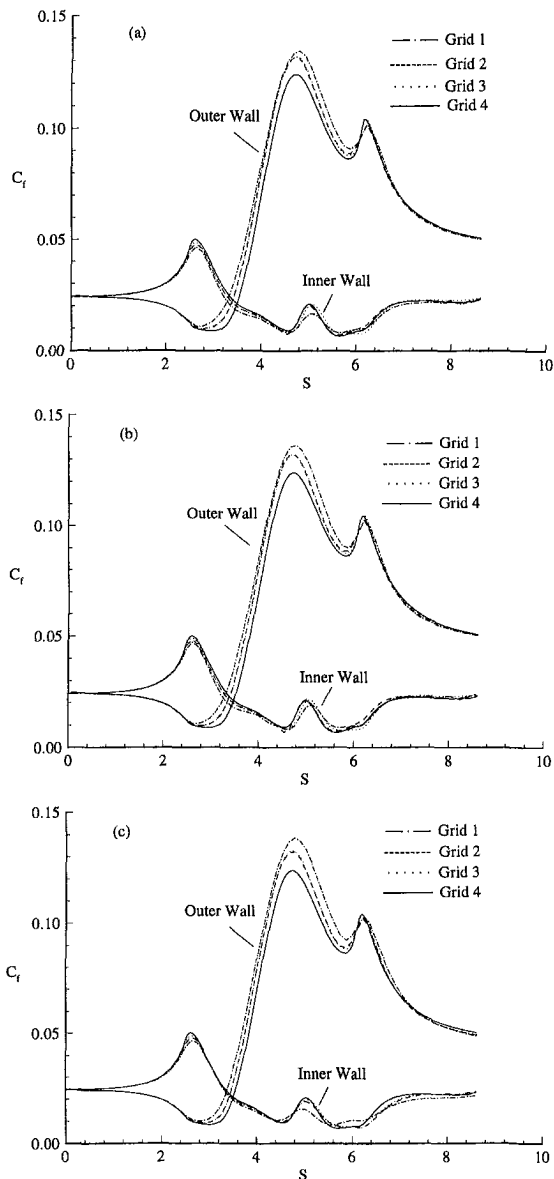 (a)
Grid 1
Grid 2
Grid 3
Grid 4
0.15
0.10
0.05
0.00
Cf
Outer Wall
Inner Wall
0 2 4 6 8 10
S
(b)
Grid 1
Grid 2
Grid 3
Grid 4
0.15
0.10
0.05
0.00
Cf
Outer Wall
Inner Wall
0 2 4 6 8 10
S
(c)
Grid 1
Grid 2
Grid 3
Grid 4
0.15
0.10
0.05
0.00
Cf
Outer Wall
Inner Wall
0 2 4 6 8 10
S